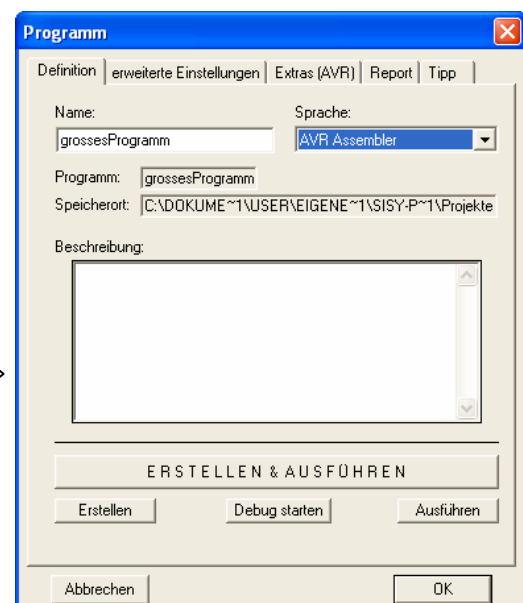 Programm
Definition erweiterte Einstellungen Extras (AVR) Report Tipp
Name: Sprache:
grossesProgramm AVR Assembler
Programm: grossesProgramm
Speicherort: C:\DOKUME~1\USER\EIGENE~1\SISY-P~1\Projekte
Beschreibung:
ERSTELLEN & AUSFÜHREN
Erstellen Debug starten Ausführen
Abbrechen OK